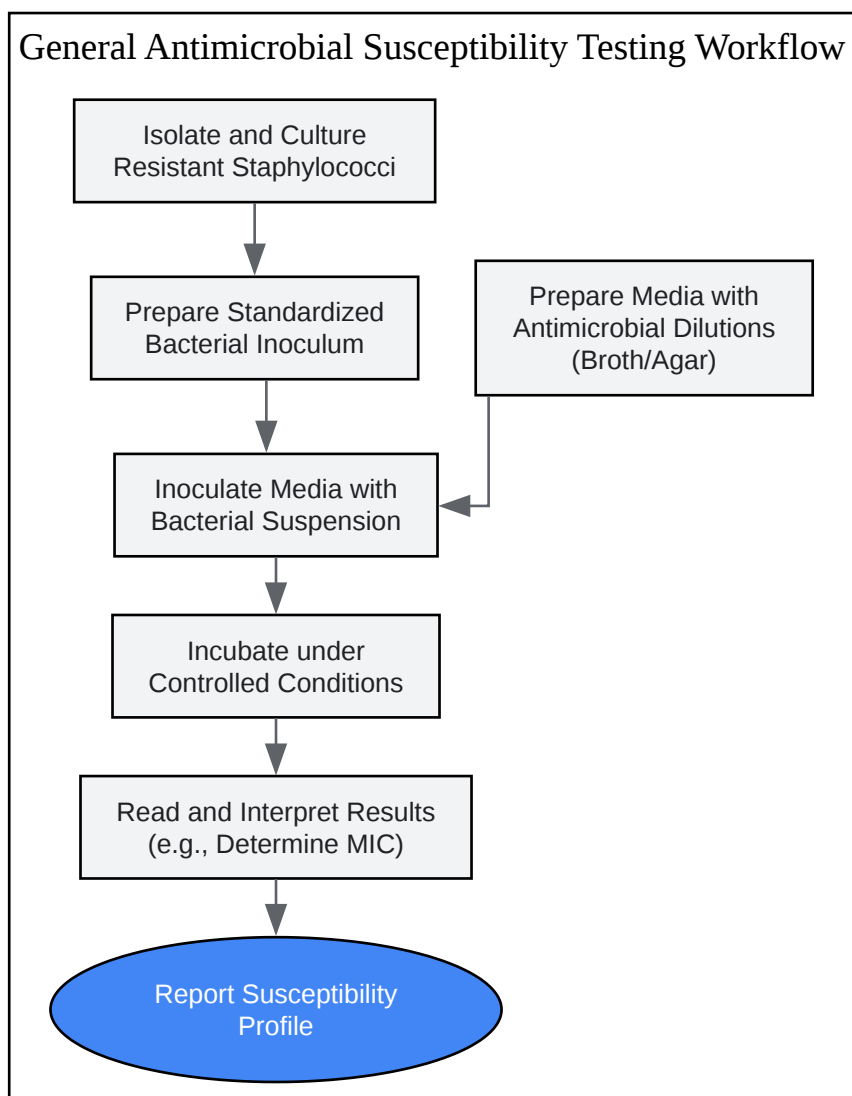 General Antimicrobial Susceptibility Testing Workflow
Isolate and Culture
Resistant Staphylococci
Prepare Standardized
Bacterial Inoculum
Prepare Media with
Antimicrobial Dilutions
(Broth/Agar)
Inoculate Media with
Bacterial Suspension
Incubate under
Controlled Conditions
Read and Interpret Results
(e.g., Determine MIC)
Report Susceptibility
Profile